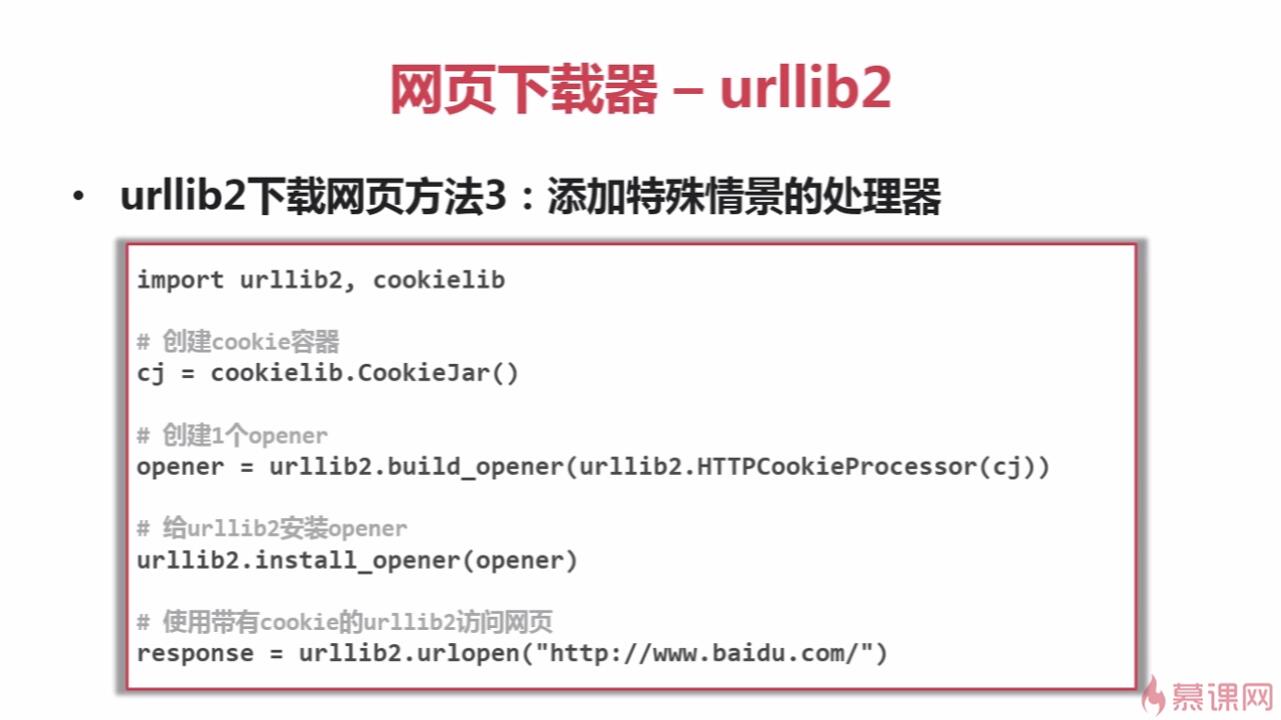 网页下载器 – urllib2
• urllib2下载网页方法3：添加特殊情景的处理器
import urllib2, cookielib
# 创建cookie容器
cj = cookielib.CookieJar()
# 创建1个opener
opener = urllib2.build_opener(urllib2.HTTPCookieProcessor(cj))
# 给urllib2安装opener
urllib2.install_opener(opener)
# 使用带有cookie的urllib2访问网页
response = urllib2.urlopen("http://www.baidu.com/")
慕课网